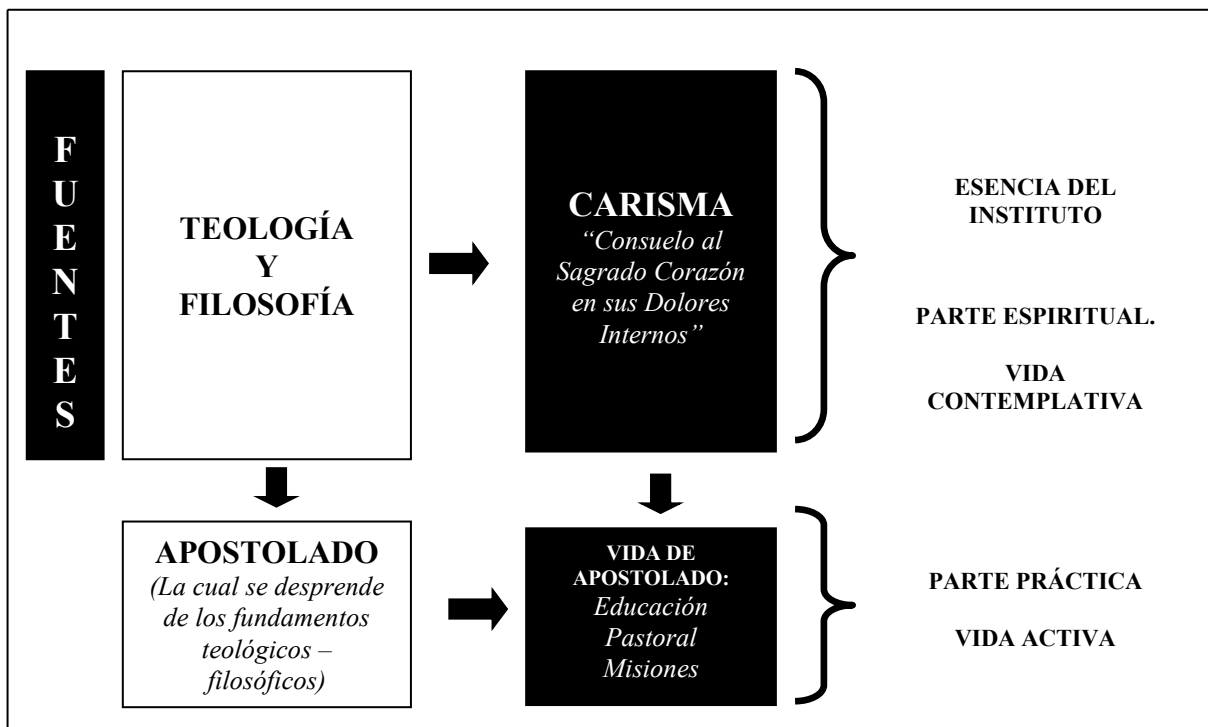 FUENTES
TEOLOGÍA
Y
FILOSOFÍA
CARISMA
“Consuelo al
Sagrado Corazón
en sus Dolores
Internos”
ESENCIA DEL
INSTITUTO
PARTE ESPIRITUAL.
VIDA
CONTEMPLATIVA
APOSTOLADO
(La cual se desprende
de los fundamentos
teológicos –
filosóficos)
VIDA DE
APOSTOLADO:
Educación
Pastoral
Misiones
PARTE PRÁCTICA
VIDA ACTIVA